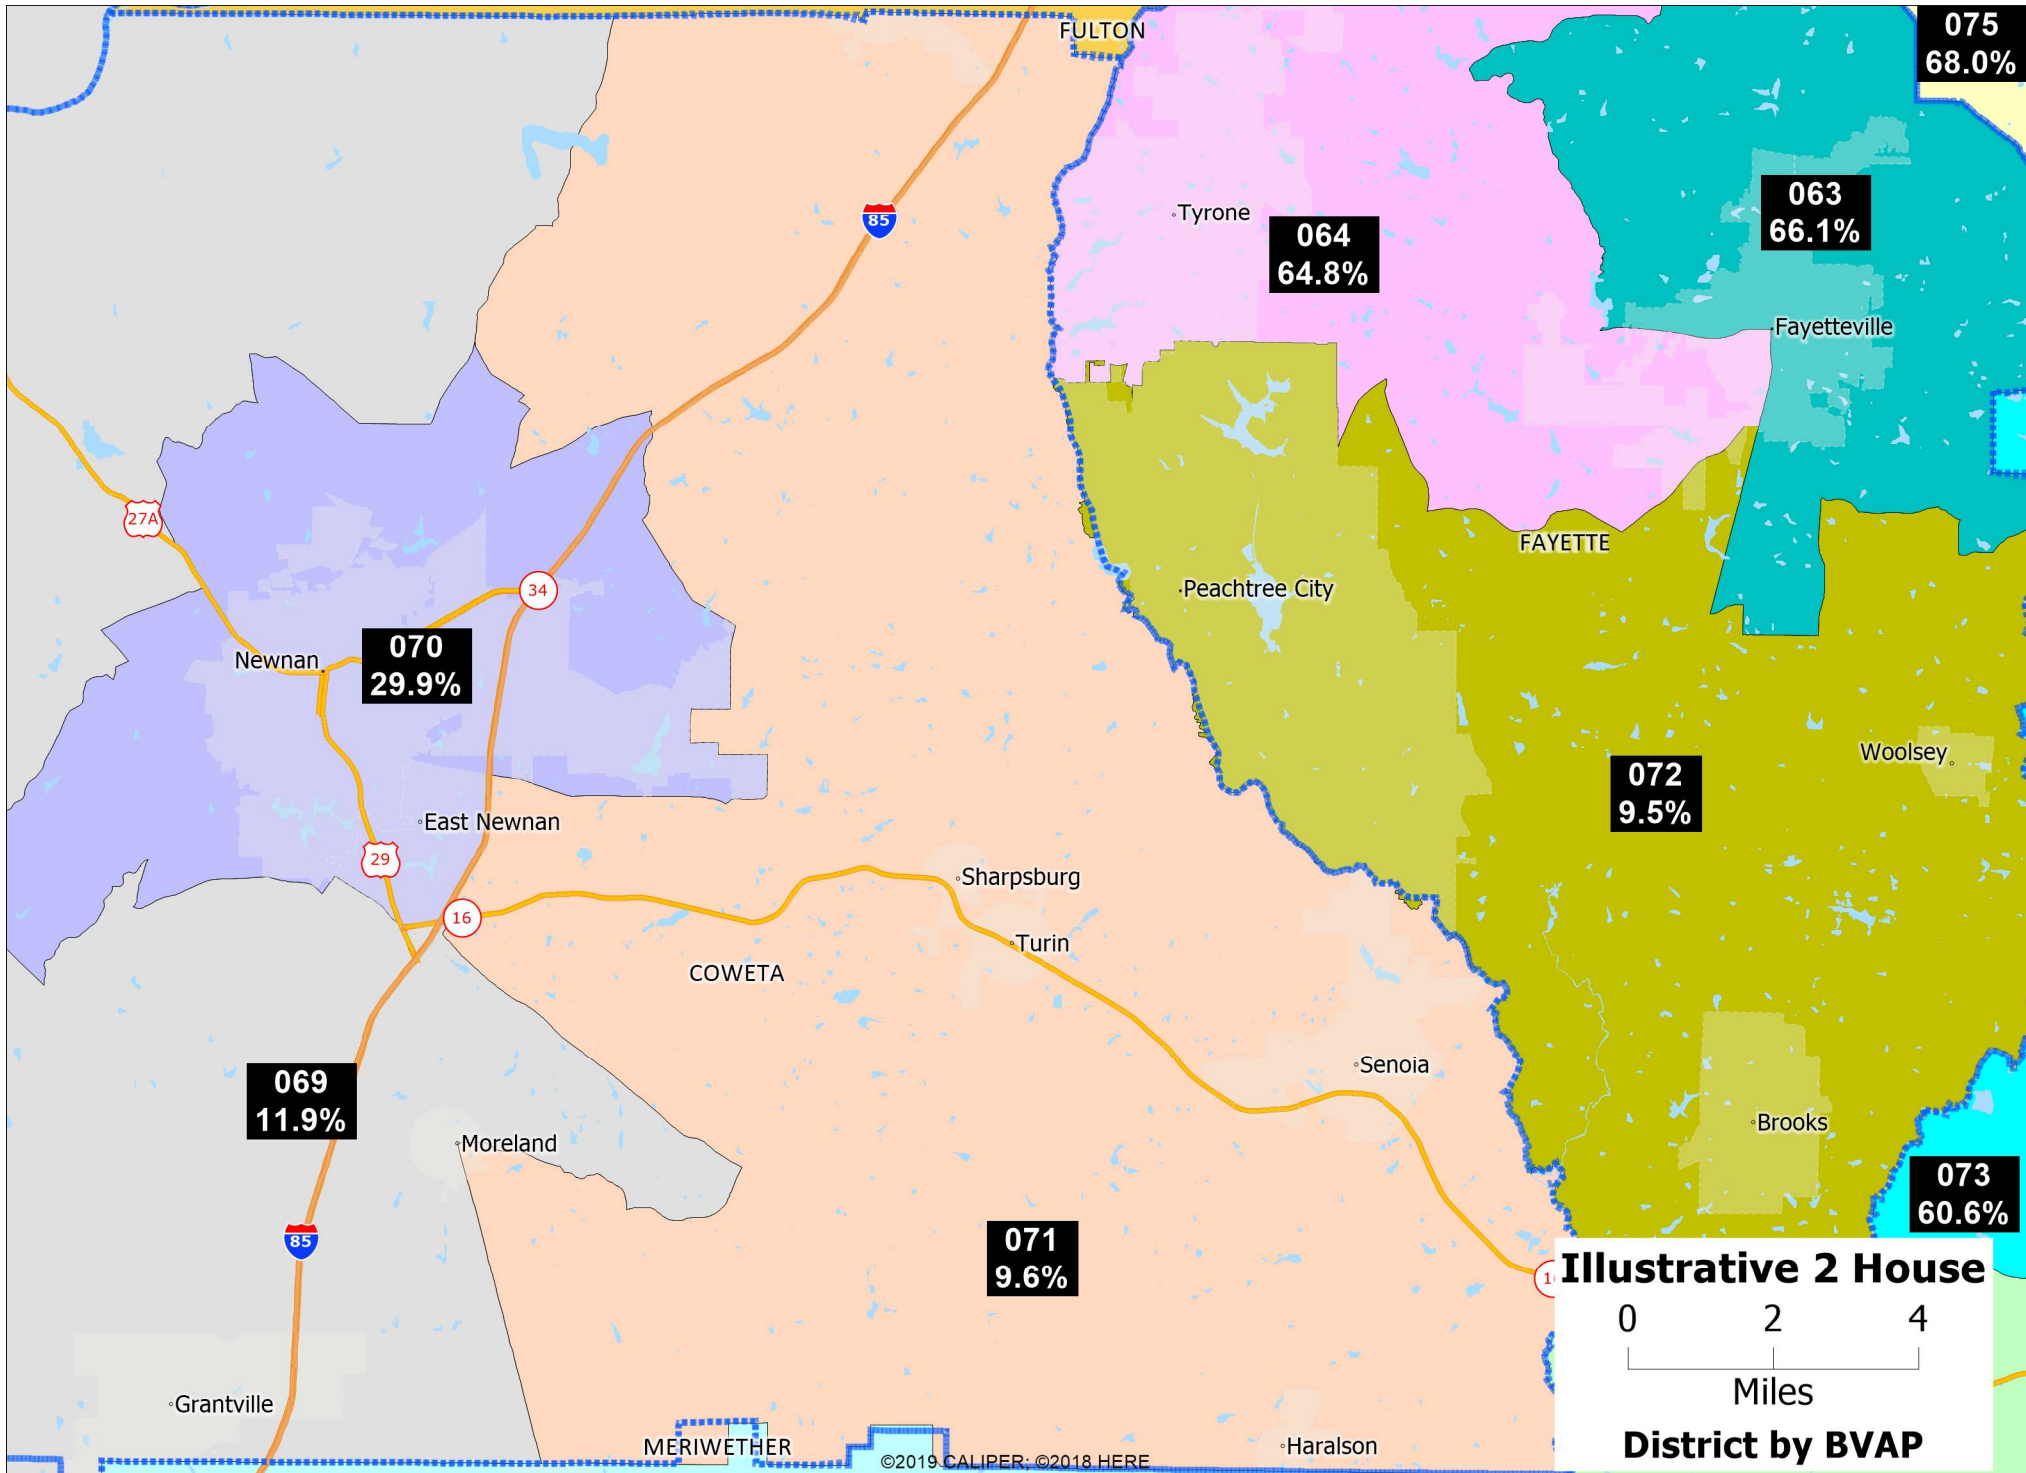 FULTON
075
68.0%
063
66.1%
Tyrone
85
064
64.8%
Fayetteville
27A
FAYETTE
34
Peachtree City
070
29.9%
Newnan
Woolsey
072
9.5%
East Newnan
29
Sharpsburg
16
Turin
COWETA
Senoia
069
11.9%
Brooks
Moreland
073
60.6%
85
071
9.6%
Illustrative 2 House
0 2 4
Miles
Grantville
District by BVAP
MERIWETHER
Haralson
©2019 CALIPER; ©2018 HERE